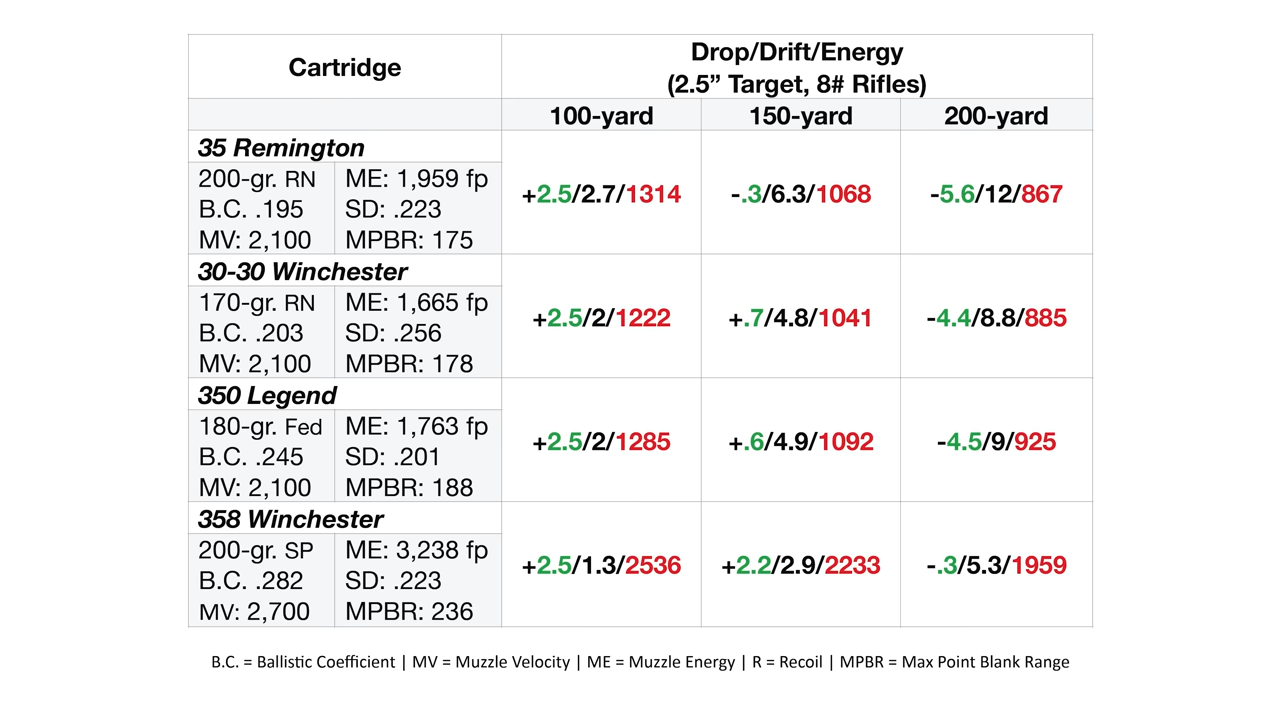 Cartridge
Drop/Drift/Energy
(2.5” Target, 8# Rifles)
100-yard 150-yard 200-yard
35 Remington
200-gr. RN ME: 1,959 fp
B.C. .195 SD: .223
MV: 2,100 MPBR: 175
+2.5/2.7/1314 -.3/6.3/1068 -5.6/12/867
30-30 Winchester
170-gr. RN ME: 1,665 fp
B.C. .203 SD: .256
MV: 2,100 MPBR: 178
+2.5/2/1222 +.7/4.8/1041 -4.4/8.8/885
350 Legend
180-gr. Fed ME: 1,763 fp
B.C. .245 SD: .201
MV: 2,100 MPBR: 188
+2.5/2/1285 +.6/4.9/1092 -4.5/9/925
358 Winchester
200-gr. SP ME: 3,238 fp
B.C. .282 SD: .223
MV: 2,700 MPBR: 236
+2.5/1.3/2536 +2.2/2.9/2233 -.3/5.3/1959
B.C. = Ballistic Coefficient | MV = Muzzle Velocity | ME = Muzzle Energy | R = Recoil | MPBR = Max Point Blank Range